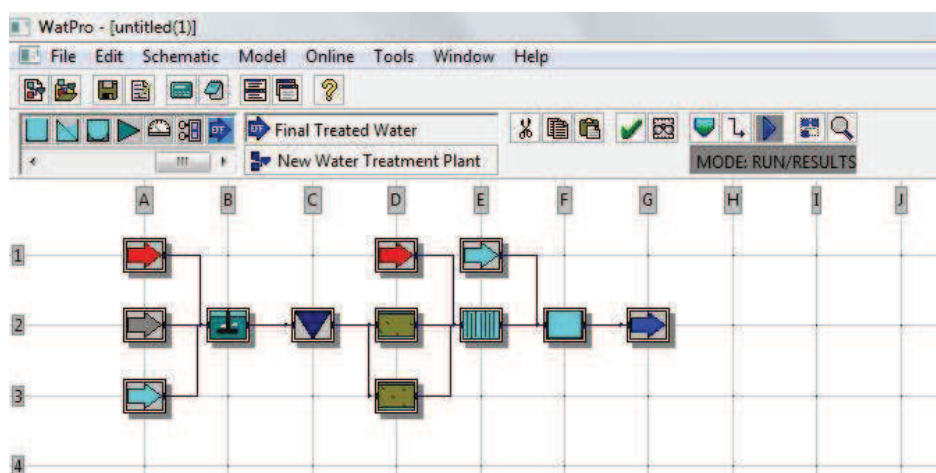 WatPro - [untitled(1)]
File Edit Schematic Model Online Tools Window Help
DT Final Treated Water
New Water Treatment Plant
MODE: RUN/RESULTS
A B C D E F G H I J
1
2
3
4